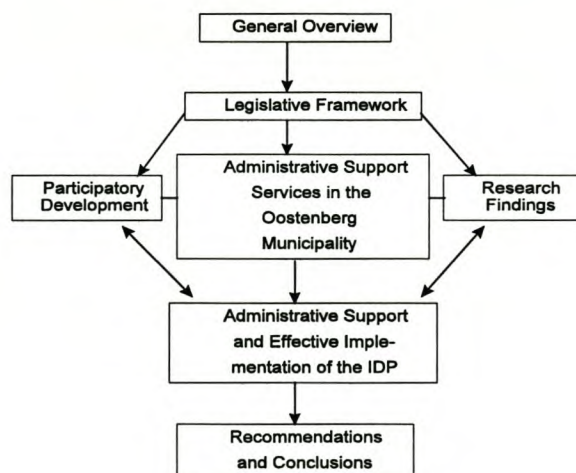 General Overview
Legislative Framework
Participatory
Development
Administrative Support
Services in the
Oostenberg
Municipality
Research
Findings
Administrative Support
and Effective Imple-
mentation of the IDP
Recommendations
and Conclusions